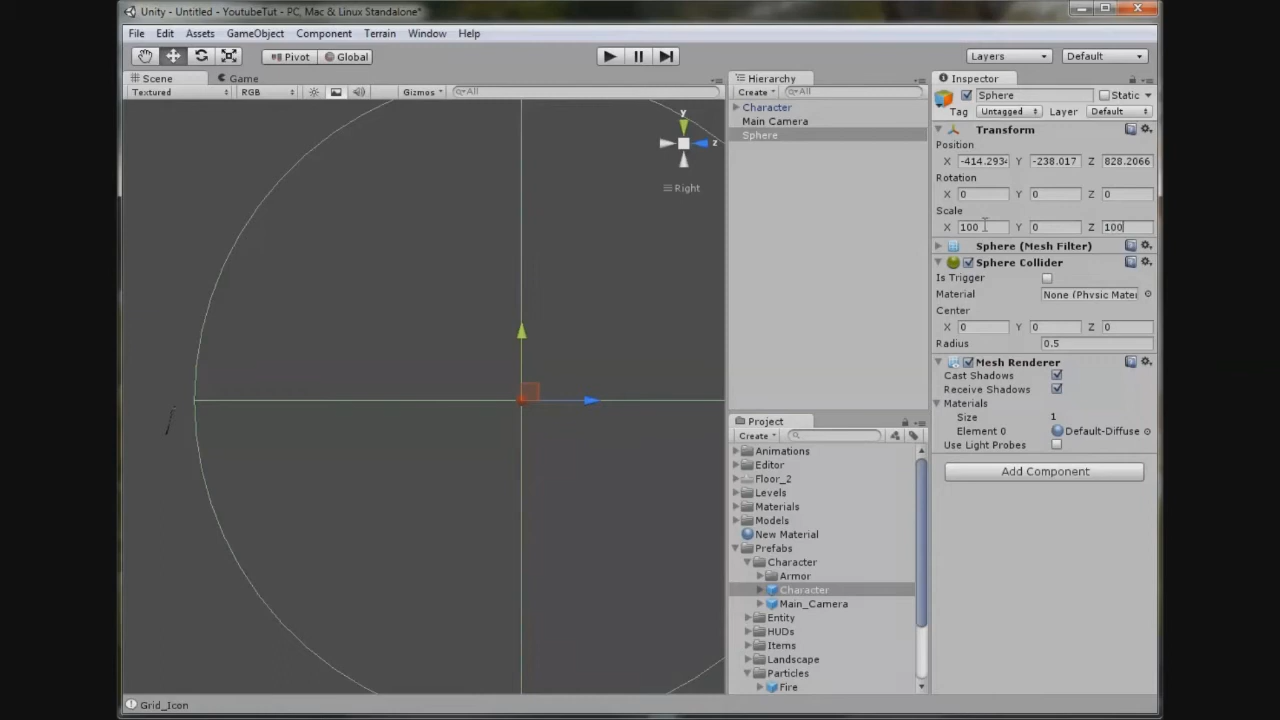 Unity - Untitled - YoutubeTut - PC, Mac & Linux Standalone*
File Edit Assets GameObject Component Terrain Window Help
Pivot Global Layers Default
Scene Game
Textured RGB Gizmos All
y
z
Right
Hierarchy
Create All
Character
Main Camera
Sphere
Project
Create
Animations
Editor
Floor_2
Levels
Materials
Models
New Material
Prefabs
Character
Armor
Character
Main_Camera
Entity
HUDs
Items
Landscape
Particles
Fire
Inspector
Sphere Static
Tag Untagged Layer Default
Transform
Position
X -414.293 Y -238.017 Z 828.2066
Rotation
X 0 Y 0 Z 0
Scale
X 100 Y 0 Z 100
Sphere (Mesh Filter)
Sphere Collider
Is Trigger
Material None (Physic Mater
Center
X 0 Y 0 Z 0
Radius 0.5
Mesh Renderer
Cast Shadows
Receive Shadows
Materials
Size 1
Element 0 Default-Diffuse
Use Light Probes
Add Component
Grid_Icon